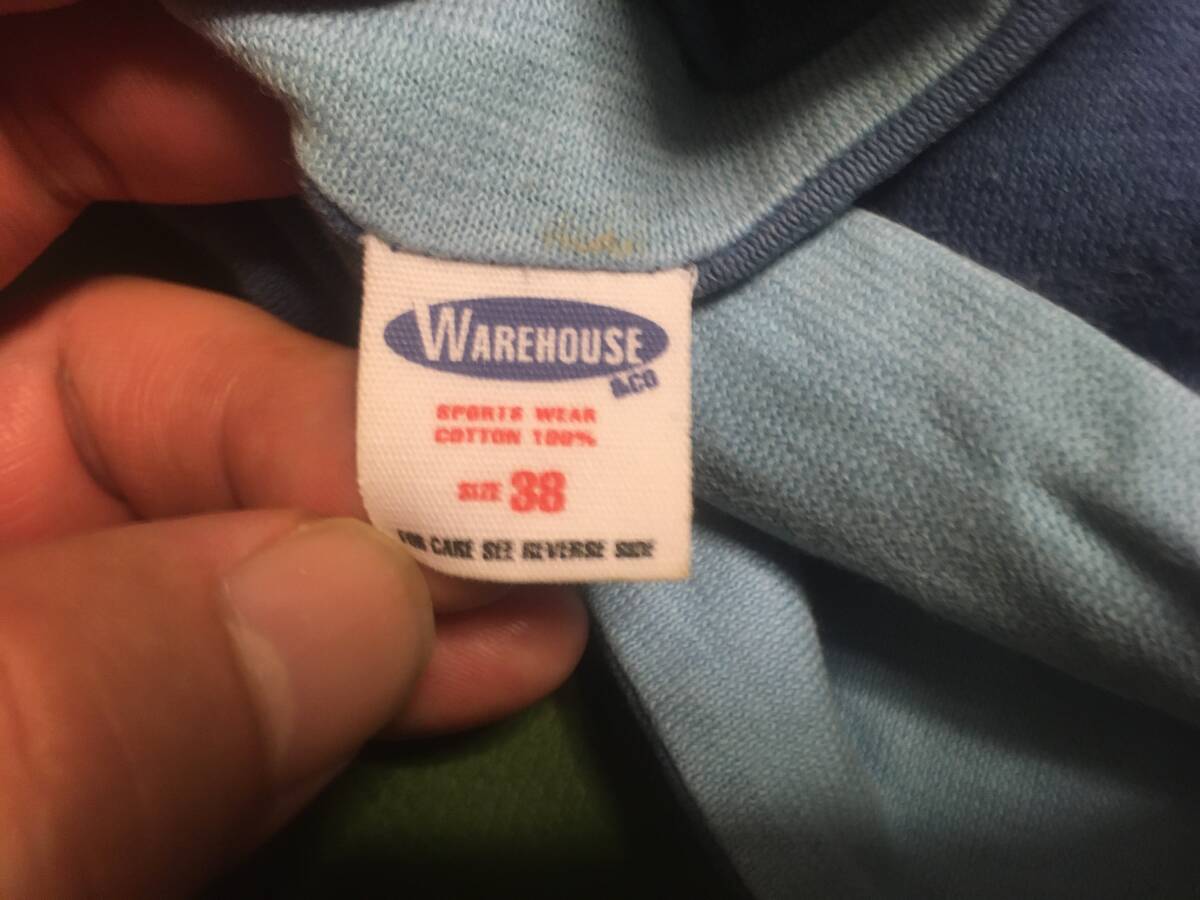 WAREHOUSE
&CO
SPORTS WEAR
COTTON 100%
SIZE 38
FOR CARE SEE REVERSE SIDE